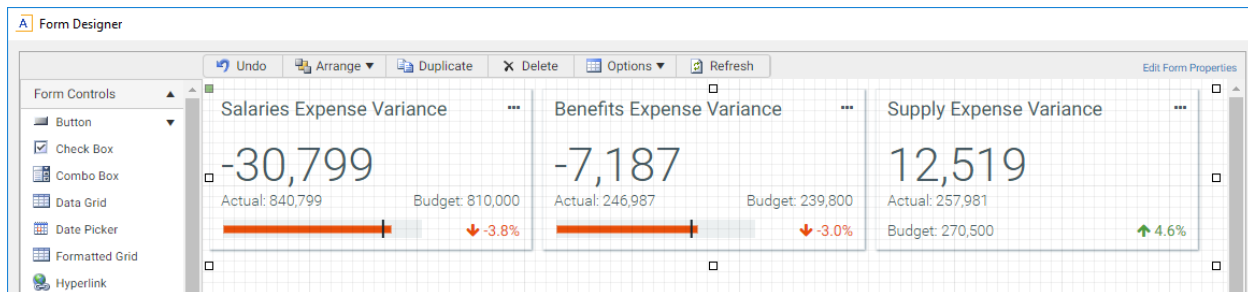 A Form Designer
Undo Arrange Duplicate Delete Options Refresh Edit Form Properties
Form Controls
Button
Check Box
Combo Box
Data Grid
Date Picker
Formatted Grid
Hyperlink
Salaries Expense Variance ...
-30,799
Actual: 840,799 Budget: 810,000
-3.8%
Benefits Expense Variance ...
-7,187
Actual: 246,987 Budget: 239,800
-3.0%
Supply Expense Variance ...
12,519
Actual: 257,981
Budget: 270,500 4.6%